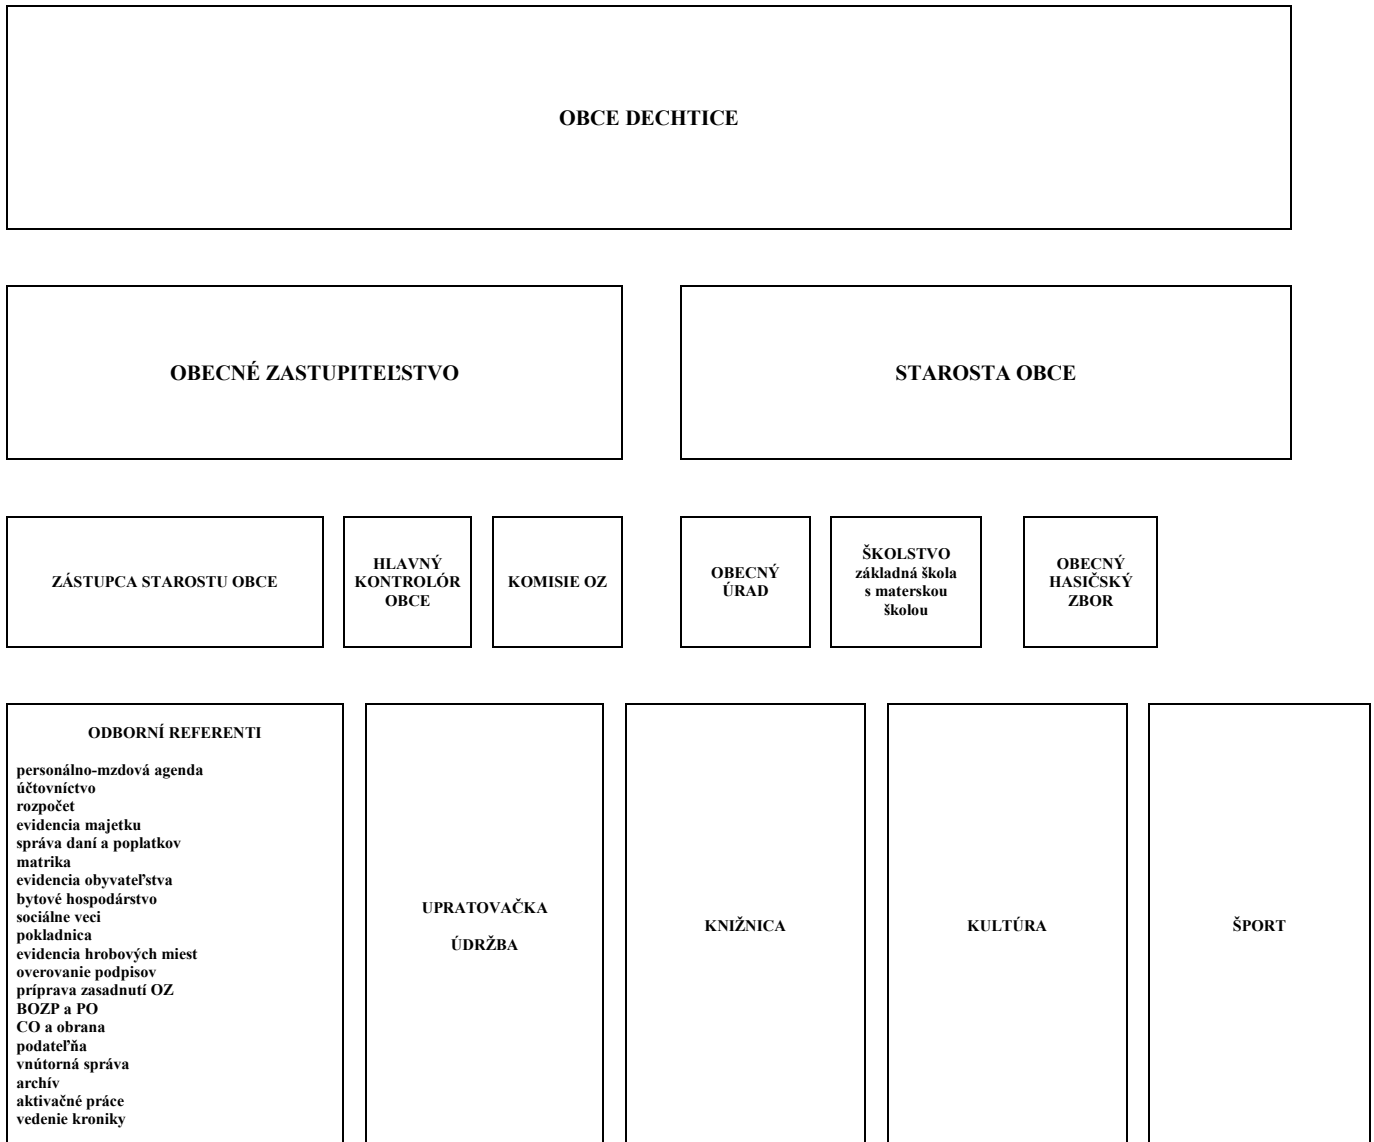 OBCE DECHTICE
OBECNÉ ZASTUPITEĽSTVO
STAROSTA OBCE
ZÁSTUPCA STAROSTU OBCE
HLAVNÝ
KONTROLÓR
OBCE
KOMISIE OZ
OBECNÝ
ÚRAD
ŠKOLSTVO
základná škola
s materskou
školou
OBECNÝ
HASIČSKÝ
ZBOR
ODBORNÍ REFERENTI
personálno-mzdová agenda
účtovníctvo
rozpočet
evidencia majetku
správa daní a poplatkov
matrika
evidencia obyvateľstva
bytové hospodárstvo
sociálne veci
pokladnica
evidencia hrobových miest
overovanie podpisov
príprava zasadnutí OZ
BOZP a PO
CO a obrana
podateľňa
vnútorná správa
archív
aktivačné práce
vedenie kroniky
UPRATOVAČKA
ÚDRŽBA
KNIŽNICA
KULTÚRA
ŠPORT